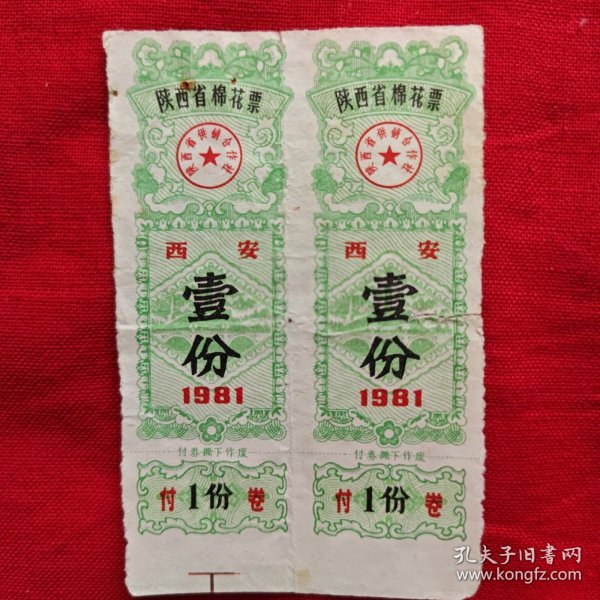 陕西省棉花票
陕西省供销合作社
西安
壹
份
1981
付券撕下作废
付1份卷
陕西省棉花票
陕西省供销合作社
西安
壹
份
1981
付券撕下作废
付1份卷
孔夫子旧书网
www.kongfz.com